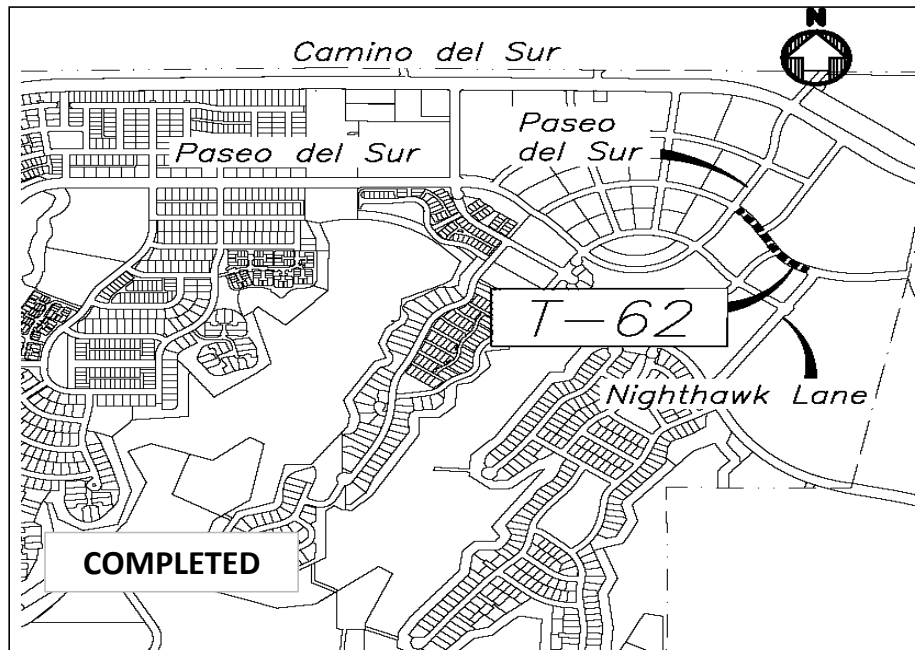 N
Camino del Sur
Paseo del Sur
Paseo
del Sur
T-62
Nighthawk Lane
COMPLETED